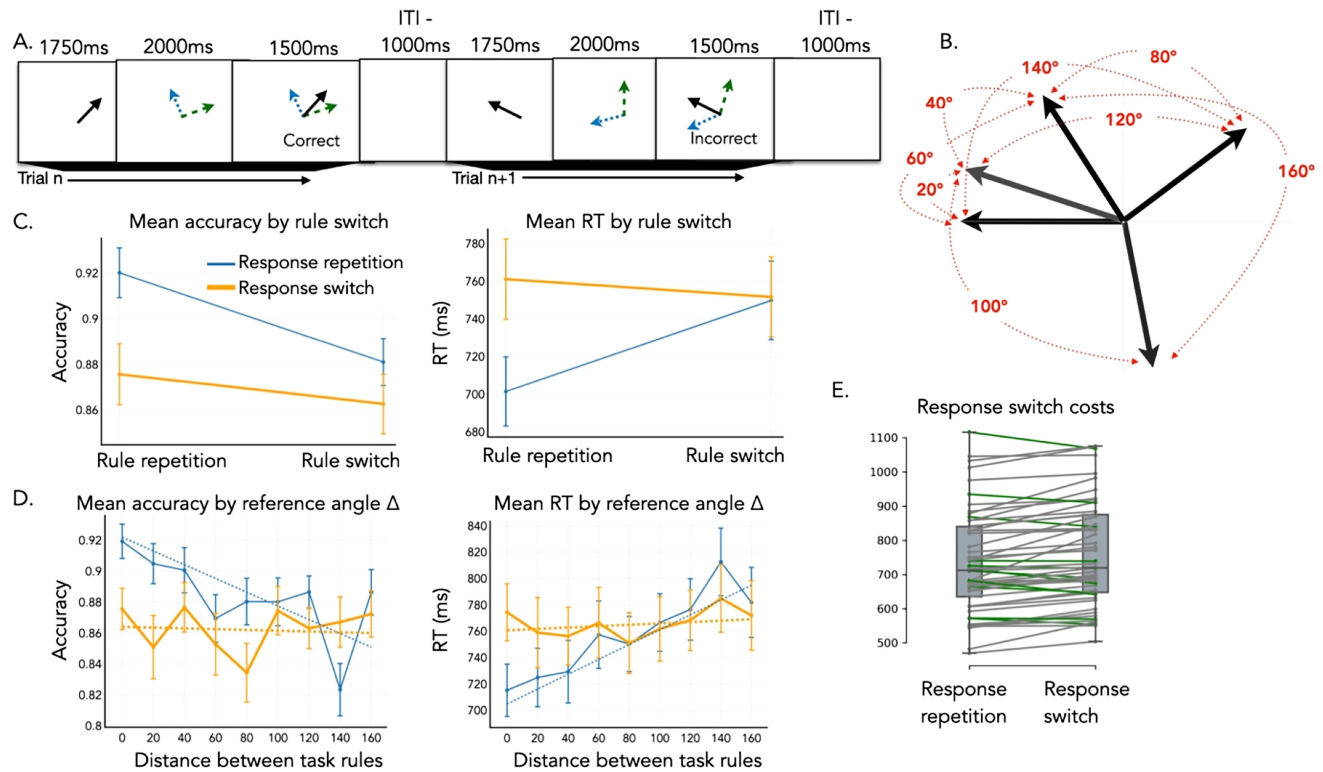 A.
ITI -
ITI -
1750ms 2000ms 1500ms 1000ms 1750ms 2000ms 1500ms 1000ms
Correct
Incorrect
Trial n
Trial n+1
B.
80°
140°
40°
120°
60°
160°
20°
100°
C.
Mean accuracy by rule switch
Accuracy
0.92
0.9
0.88
0.86
Response repetition
Response switch
Rule repetition Rule switch
Mean RT by rule switch
RT (ms)
780
760
740
720
700
680
Rule repetition Rule switch
D.
Mean accuracy by reference angle Δ
Accuracy
0.92
0.9
0.88
0.86
0.84
0.82
0.8
0 20 40 60 80 100 120 140 160
Distance between task rules
Mean RT by reference angle Δ
RT (ms)
840
820
800
780
760
740
720
700
0 20 40 60 80 100 120 140 160
Distance between task rules
E.
Response switch costs
1100
1000
900
800
700
600
500
Response
repetition
Response
switch